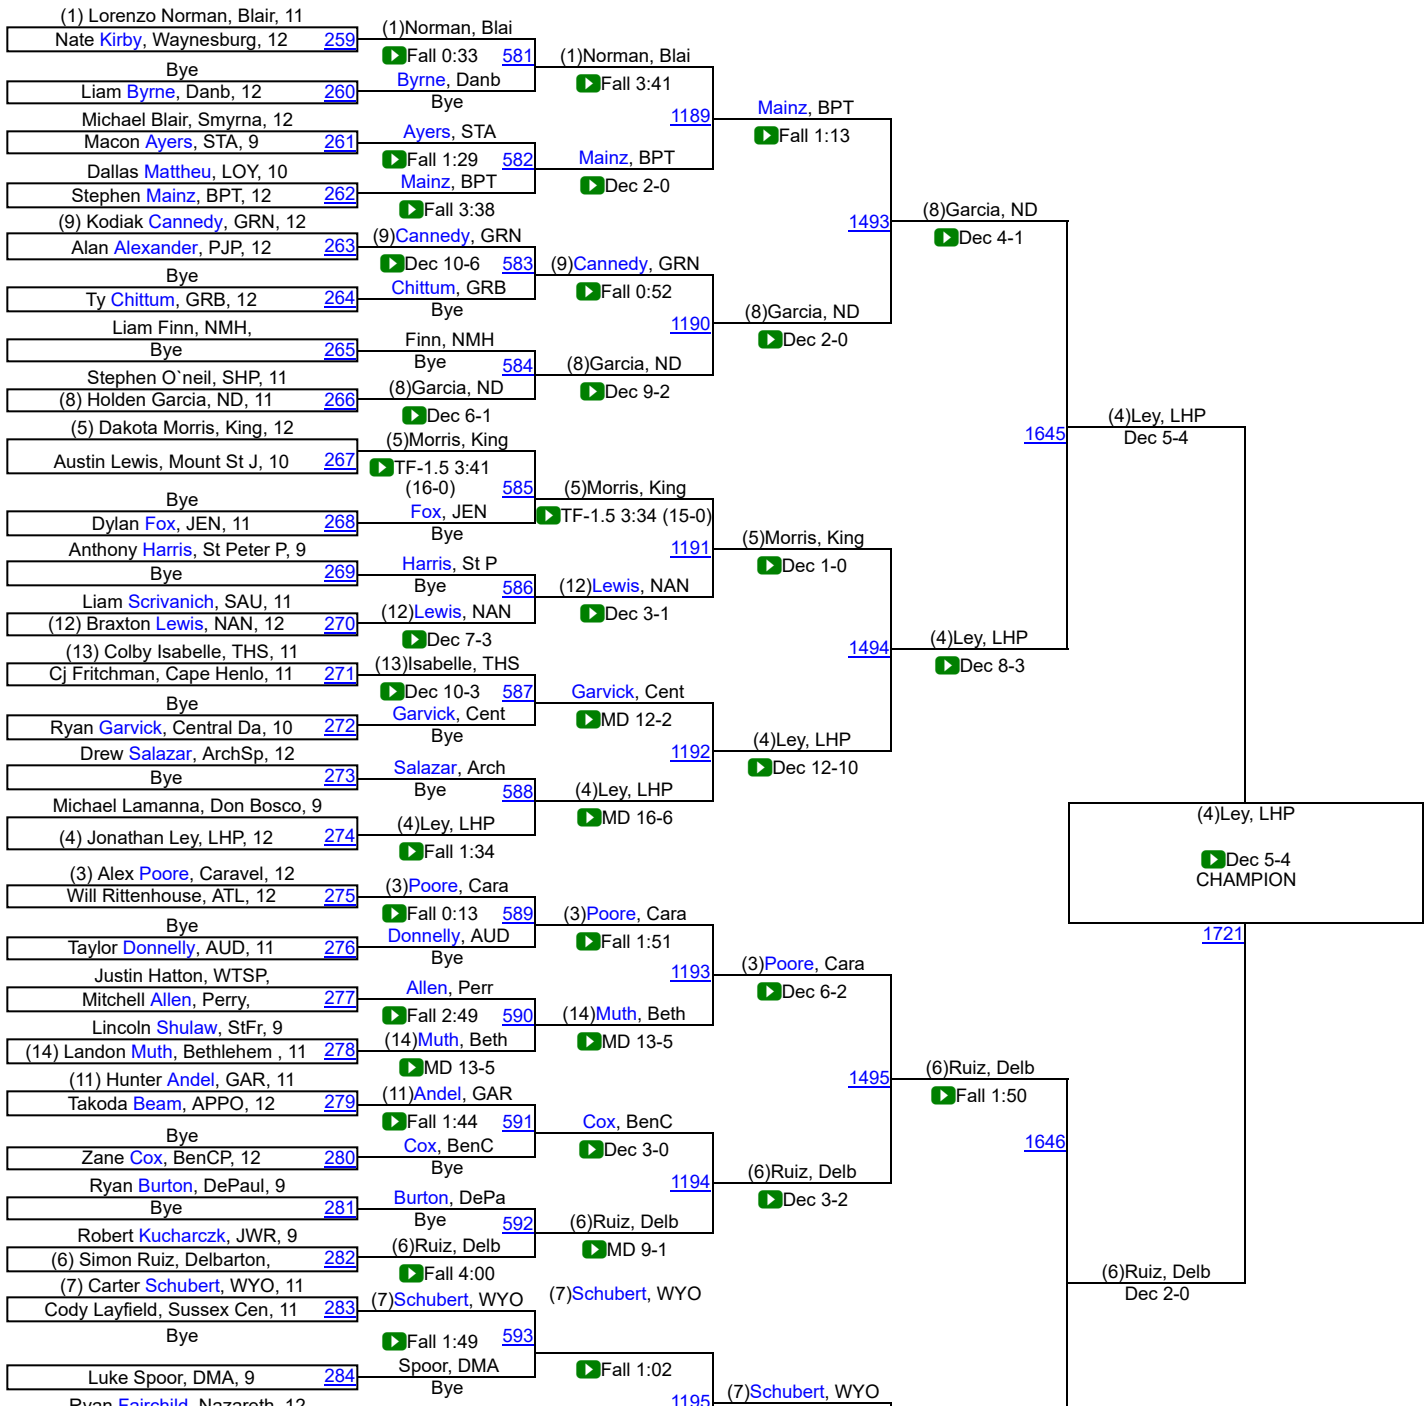 (1) Lorenzo Norman, Blair, 11
Nate Kirby, Waynesburg, 12 259
Bye
Liam Byrne, Danb, 12 260
Michael Blair, Smyrna, 12
Macon Ayers, STA, 9 261
Dallas Mattheu, LOY, 10
Stephen Mainz, BPT, 12 262
(9) Kodiak Cannedy, GRN, 12
Alan Alexander, PJP, 12 263
Bye
Ty Chittum, GRB, 12 264
Liam Finn, NMH,
Bye 265
Stephen O`neil, SHP, 11
(8) Holden Garcia, ND, 11 266
(5) Dakota Morris, King, 12
Austin Lewis, Mount St J, 10 267
Bye
Dylan Fox, JEN, 11 268
Anthony Harris, St Peter P, 9
Bye 269
Liam Scrivanich, SAU, 11
(12) Braxton Lewis, NAN, 12 270
(13) Colby Isabelle, THS, 11
Cj Fritchman, Cape Henlo, 11 271
Bye
Ryan Garvick, Central Da, 10 272
Drew Salazar, ArchSp, 12
Bye 273
Michael Lamanna, Don Bosco, 9
(4) Jonathan Ley, LHP, 12 274
(3) Alex Poore, Caravel, 12
Will Rittenhouse, ATL, 12 275
Bye
Taylor Donnelly, AUD, 11 276
Justin Hatton, WTSP,
Mitchell Allen, Perry, 277
Lincoln Shulaw, StFr, 9
(14) Landon Muth, Bethlehem , 11 278
(11) Hunter Andel, GAR, 11
Takoda Beam, APPO, 12 279
Bye
Zane Cox, BenCP, 12 280
Ryan Burton, DePaul, 9
Bye 281
Robert Kucharczk, JWR, 9
(6) Simon Ruiz, Delbarton, 282
(7) Carter Schubert, WYO, 11
Cody Layfield, Sussex Cen, 11 283
Bye
Luke Spoor, DMA, 9 284
Ryan Fairchild, Nazareth, 12
(1)Norman, Blai
Fall 0:33 581
Byrne, Danb
Bye
Ayers, STA
Fall 1:29 582
Mainz, BPT
Fall 3:38
(9)Cannedy, GRN
Dec 10-6 583
Chittum, GRB
Bye
Finn, NMH
Bye 584
(8)Garcia, ND
Dec 6-1
(5)Morris, King
TF-1.5 3:41
(16-0) 585
Fox, JEN
Bye
Harris, St P
Bye 586
(12)Lewis, NAN
Dec 7-3
(13)Isabelle, THS
Dec 10-3 587
Garvick, Cent
Bye
Salazar, Arch
Bye 588
(4)Ley, LHP
Fall 1:34
(3)Poore, Cara
Fall 0:13 589
Donnelly, AUD
Bye
Allen, Perr
Fall 2:49 590
(14)Muth, Beth
MD 13-5
(11)Andel, GAR
Fall 1:44 591
Cox, BenC
Bye
Burton, DePa
Bye 592
(6)Ruiz, Delb
Fall 4:00
(7)Schubert, WYO
Fall 1:49 593
Spoor, DMA
Bye
(1)Norman, Blai
Fall 3:41
1189
Mainz, BPT
Dec 2-0
(9)Cannedy, GRN
Fall 0:52
1190
(8)Garcia, ND
Dec 9-2
(5)Morris, King
TF-1.5 3:34 (15-0)
1191
(12)Lewis, NAN
Dec 3-1
Garvick, Cent
MD 12-2
1192
(4)Ley, LHP
MD 16-6
(3)Poore, Cara
Fall 1:51
1193
(14)Muth, Beth
MD 13-5
Cox, BenC
Dec 3-0
1194
(6)Ruiz, Delb
MD 9-1
(7)Schubert, WYO
Fall 1:02
1195
Mainz, BPT
Fall 1:13
1493
(8)Garcia, ND
Dec 2-0
(5)Morris, King
Dec 1-0
1494
(4)Ley, LHP
Dec 12-10
(3)Poore, Cara
Dec 6-2
1495
(6)Ruiz, Delb
Dec 3-2
(7)Schubert, WYO
(8)Garcia, ND
Dec 4-1
1645
(4)Ley, LHP
Dec 8-3
(6)Ruiz, Delb
Fall 1:50
1646
(4)Ley, LHP
Dec 5-4
(6)Ruiz, Delb
Dec 2-0
(4)Ley, LHP
Dec 5-4
CHAMPION
1721